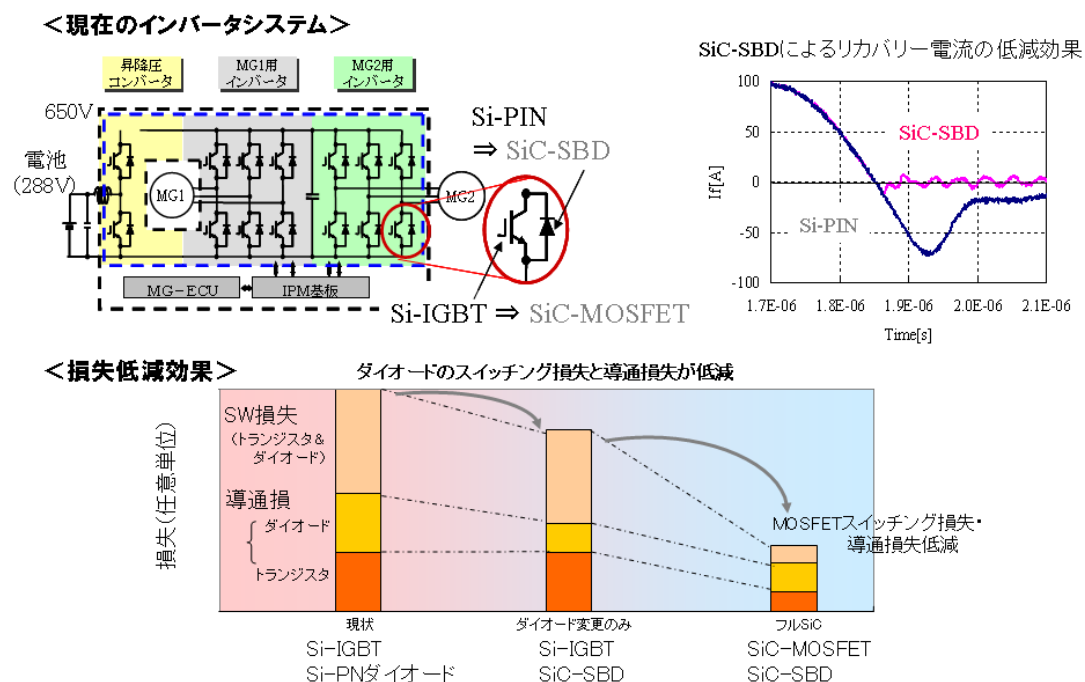 ＜現在のインバータシステム＞
昇降圧
コンバータ
MG1用
インバータ
MG2用
インバータ
650V
電池
(288V)
MG1
MG2
MG-ECU
IPM基板
Si-PIN
⇒ SiC-SBD
Si-IGBT ⇒ SiC-MOSFET
SiC-SBDによるリカバリー電流の低減効果
100
50
0
-50
-100
If[A]
SiC-SBD
Si-PIN
1.7E-06
1.8E-06
1.9E-06
2.0E-06
2.1E-06
Time[s]
＜損失低減効果＞
ダイオードのスイッチング損失と導通損失が低減
損失(任意単位)
SW損失
(トランジスタ&
ダイオード)
導通損
ダイオード
トランジスタ
MOSFETスイッチング損失・
導通損失低減
現状
Si-IGBT
Si-PNダイオード
ダイオード変更のみ
Si-IGBT
SiC-SBD
フルSiC
SiC-MOSFET
SiC-SBD